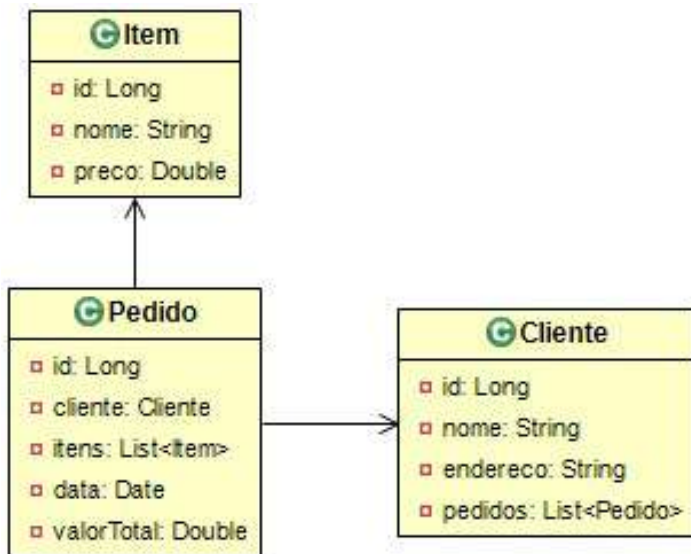 Item
id: Long
nome: String
preco: Double
Pedido
id: Long
cliente: Cliente
itens: List<Item>
data: Date
valorTotal: Double
Cliente
id: Long
nome: String
endereco: String
pedidos: List<Pedido>